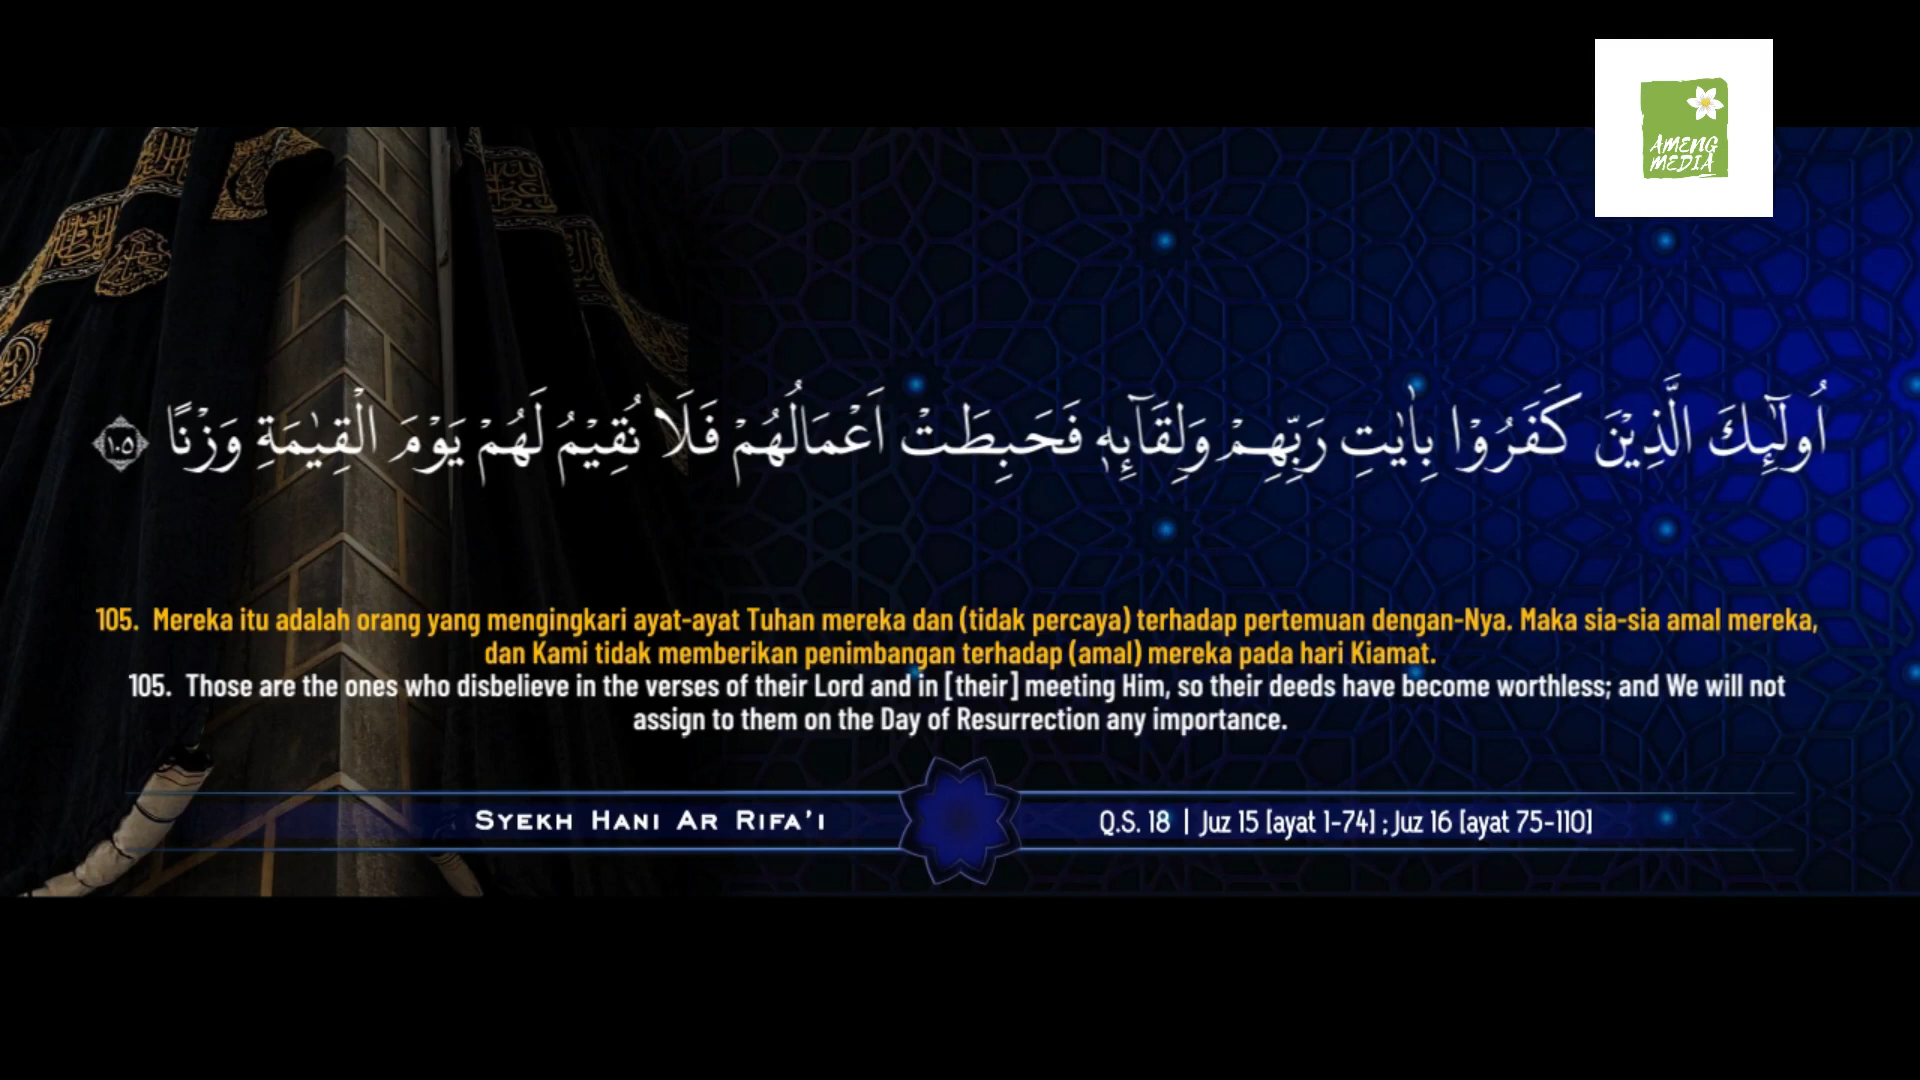 AMENG
MEDIA
اُولٰۤىِٕكَ الَّذِيْنَ كَفَرُوْا بِاٰيٰتِ رَبِّهِمْ وَلِقَاۤىِٕهٖ فَحَبِطَتْ اَعْمَالُهُمْ فَلَا نُقِيْمُ لَهُمْ يَوْمَ الْقِيٰمَةِ وَزْنًا ١٠٥
105. Mereka itu adalah orang yang mengingkari ayat-ayat Tuhan mereka dan (tidak percaya) terhadap pertemuan dengan-Nya. Maka sia-sia amal mereka,
dan Kami tidak memberikan penimbangan terhadap (amal) mereka pada hari Kiamat.
105. Those are the ones who disbelieve in the verses of their Lord and in [their] meeting Him, so their deeds have become worthless; and We will not
assign to them on the Day of Resurrection any importance.
SYEKH HANI AR RIFA'I
Q.S. 18 | Juz 15 [ayat 1-74] ; Juz 16 [ayat 75-110]